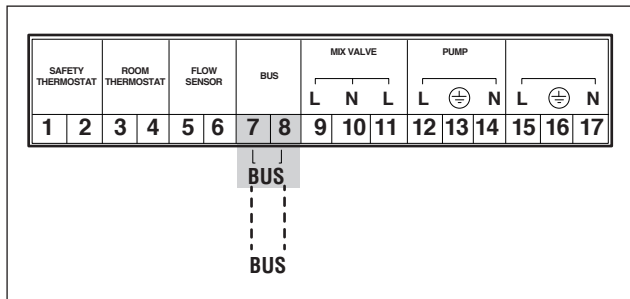 MIX VALVE PUMP
SAFETY THERMOSTAT ROOM THERMOSTAT FLOW SENSOR BUS
L N L L N L N
1 2 3 4 5 6 7 8 9 10 11 12 13 14 15 16 17
BUS
BUS